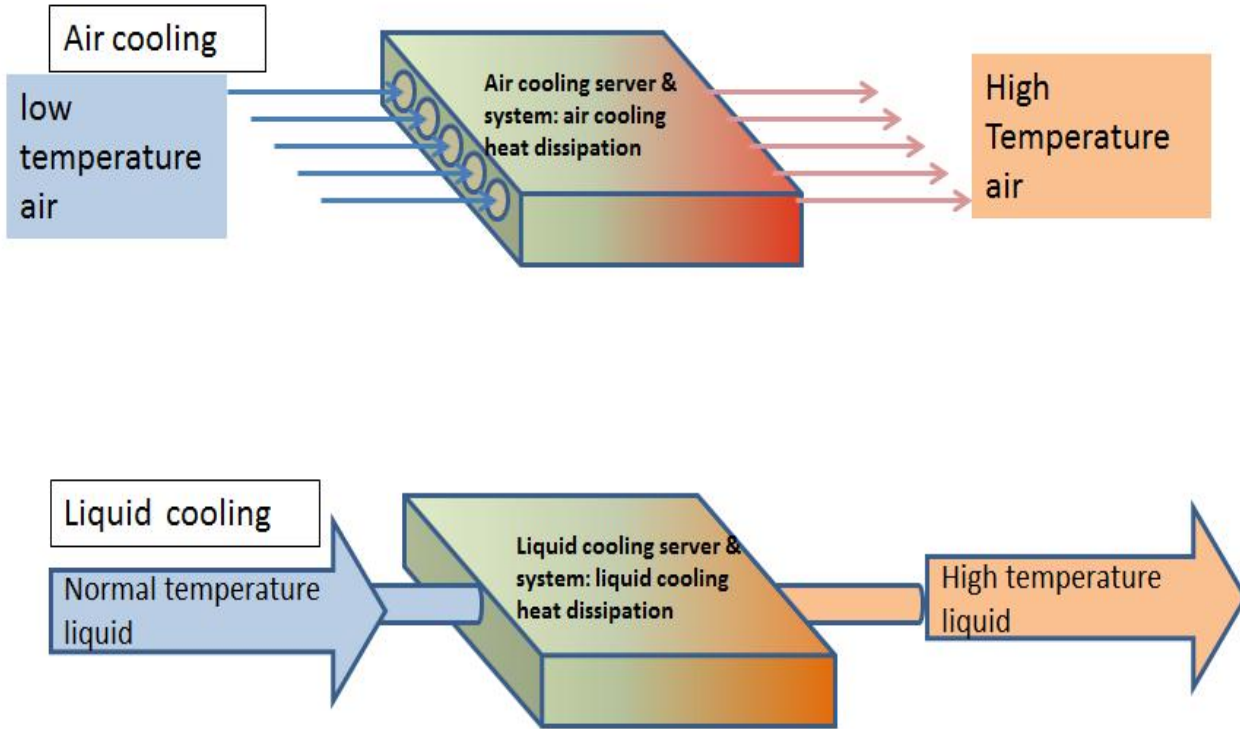 Air cooling
low
temperature
air
Air cooling server &
system: air cooling
heat dissipation
High
Temperature
air
Liquid cooling
Normal temperature
liquid
Liquid cooling server &
system: liquid cooling
heat dissipation
High temperature
liquid